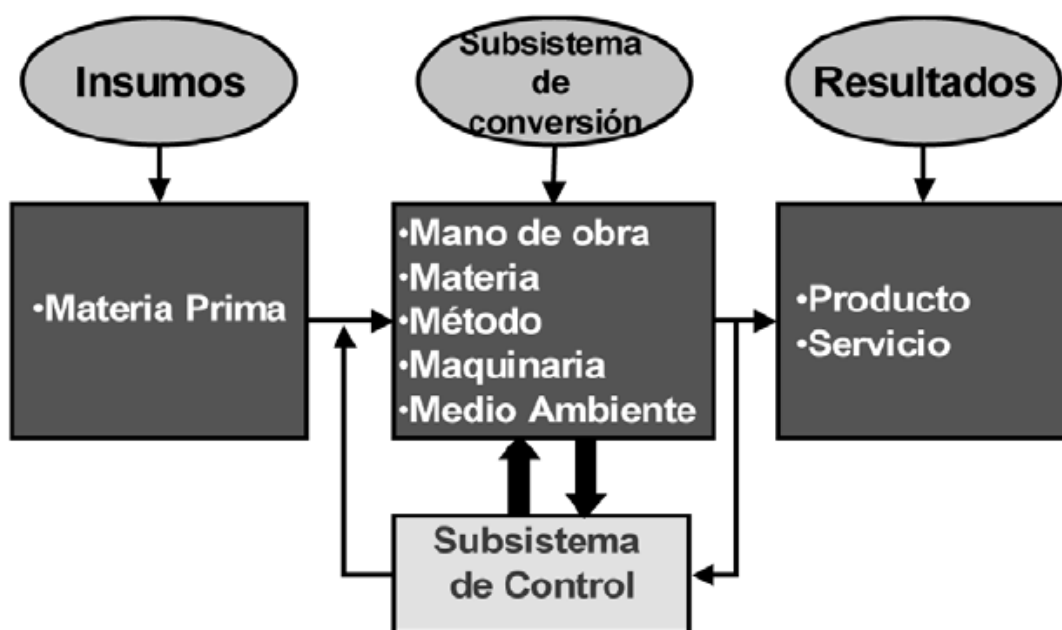 Insumos
Subsistema
de
conversión
Resultados
•Materia Prima
•Mano de obra
•Materia
•Método
•Maquinaria
•Medio Ambiente
•Producto
•Servicio
Subsistema
de Control